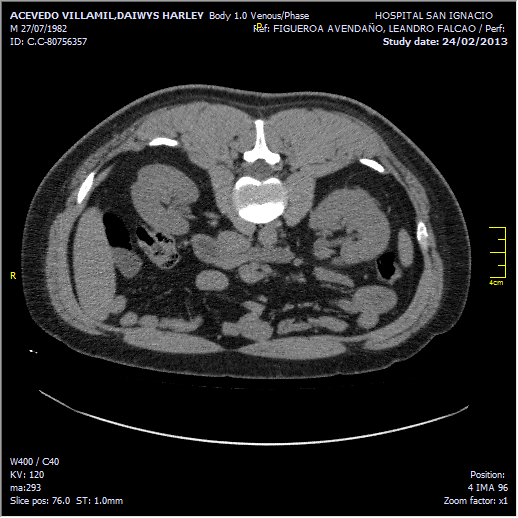 ACEVEDO VILLAMIL,DAIWYS HARLEY Body 1.0 Venous/Phase
HOSPITAL SAN IGNACIO
M 27/07/1982
Ref: FIGUEROA AVENDAÑO, LEANDRO FALCAO / Perf:
ID: C.C-80756357
Study date: 24/02/2013
R
4cm
W400 / C40
KV: 120
ma:293
Slice pos: 76.0 ST: 1.0mm
Position:
4 IMA 96
Zoom factor: x1